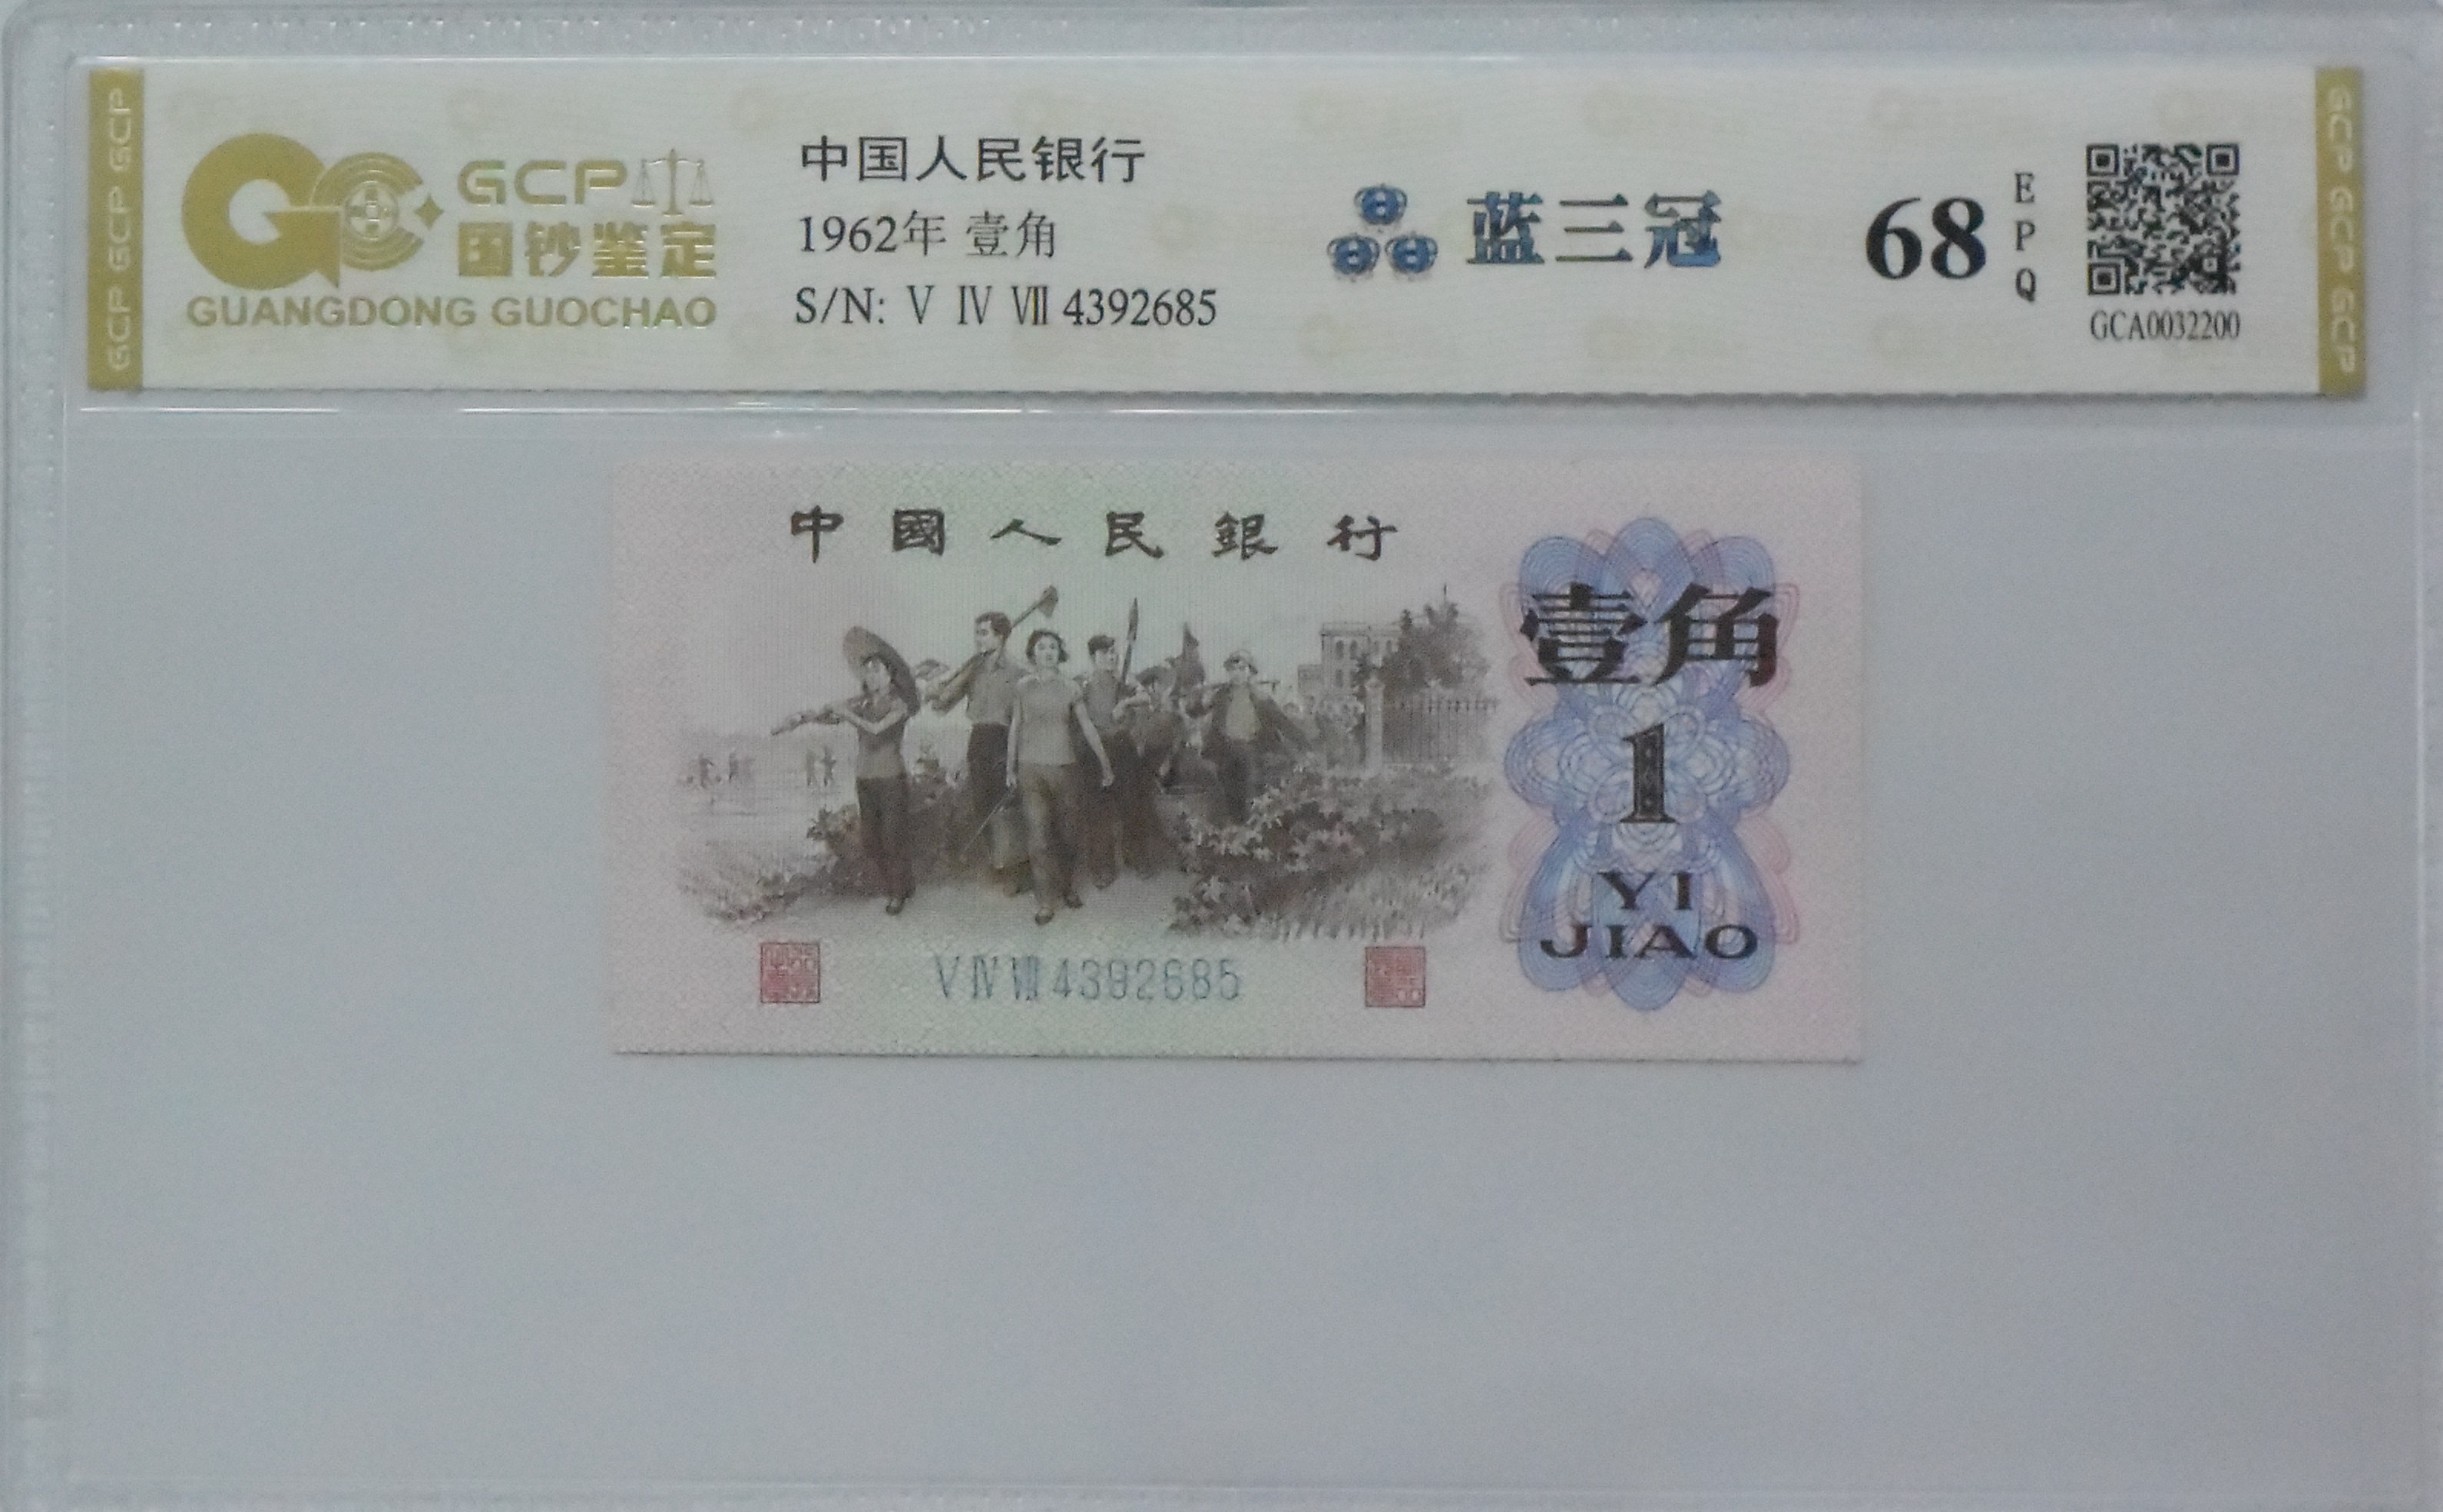 GCP GCP GCP
GCP
国钞鉴定
GUANGDONG GUOCHAO
中国人民银行
1962年 壹角
S/N: Ⅴ Ⅳ Ⅶ 4392685
蓝三冠
68
EPQ
GCA0032200
GCP GCP GCP
中國人民銀行
壹角
1
YI
JIAO
Ⅴ Ⅳ Ⅶ 4392685